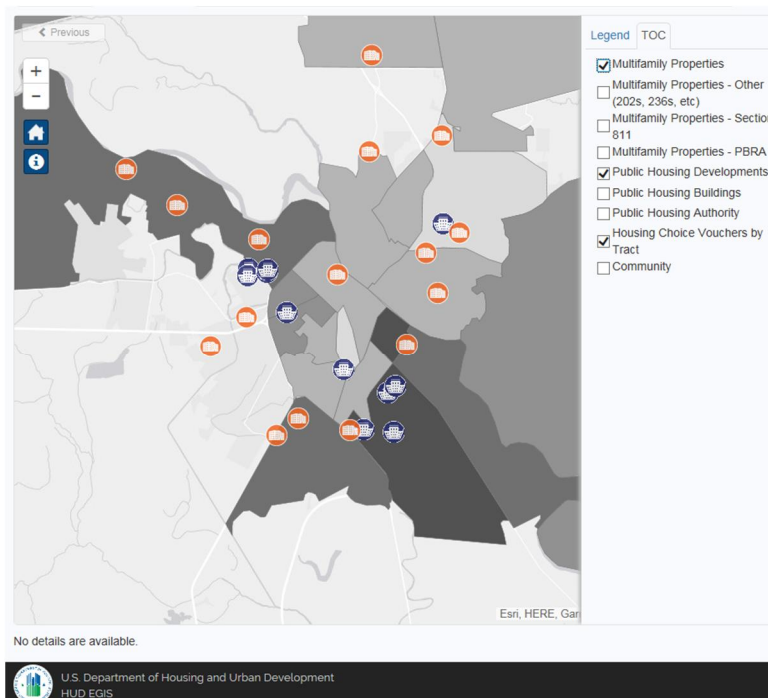 Previous
+
−
Legend TOC
Multifamily Properties
Multifamily Properties - Other
(202s, 236s, etc)
Multifamily Properties - Section
811
Multifamily Properties - PBRA
Public Housing Developments
Public Housing Buildings
Public Housing Authority
Housing Choice Vouchers by
Tract
Community
Esri, HERE, Gar
No details are available.
U.S. Department of Housing and Urban Development
HUD EGIS